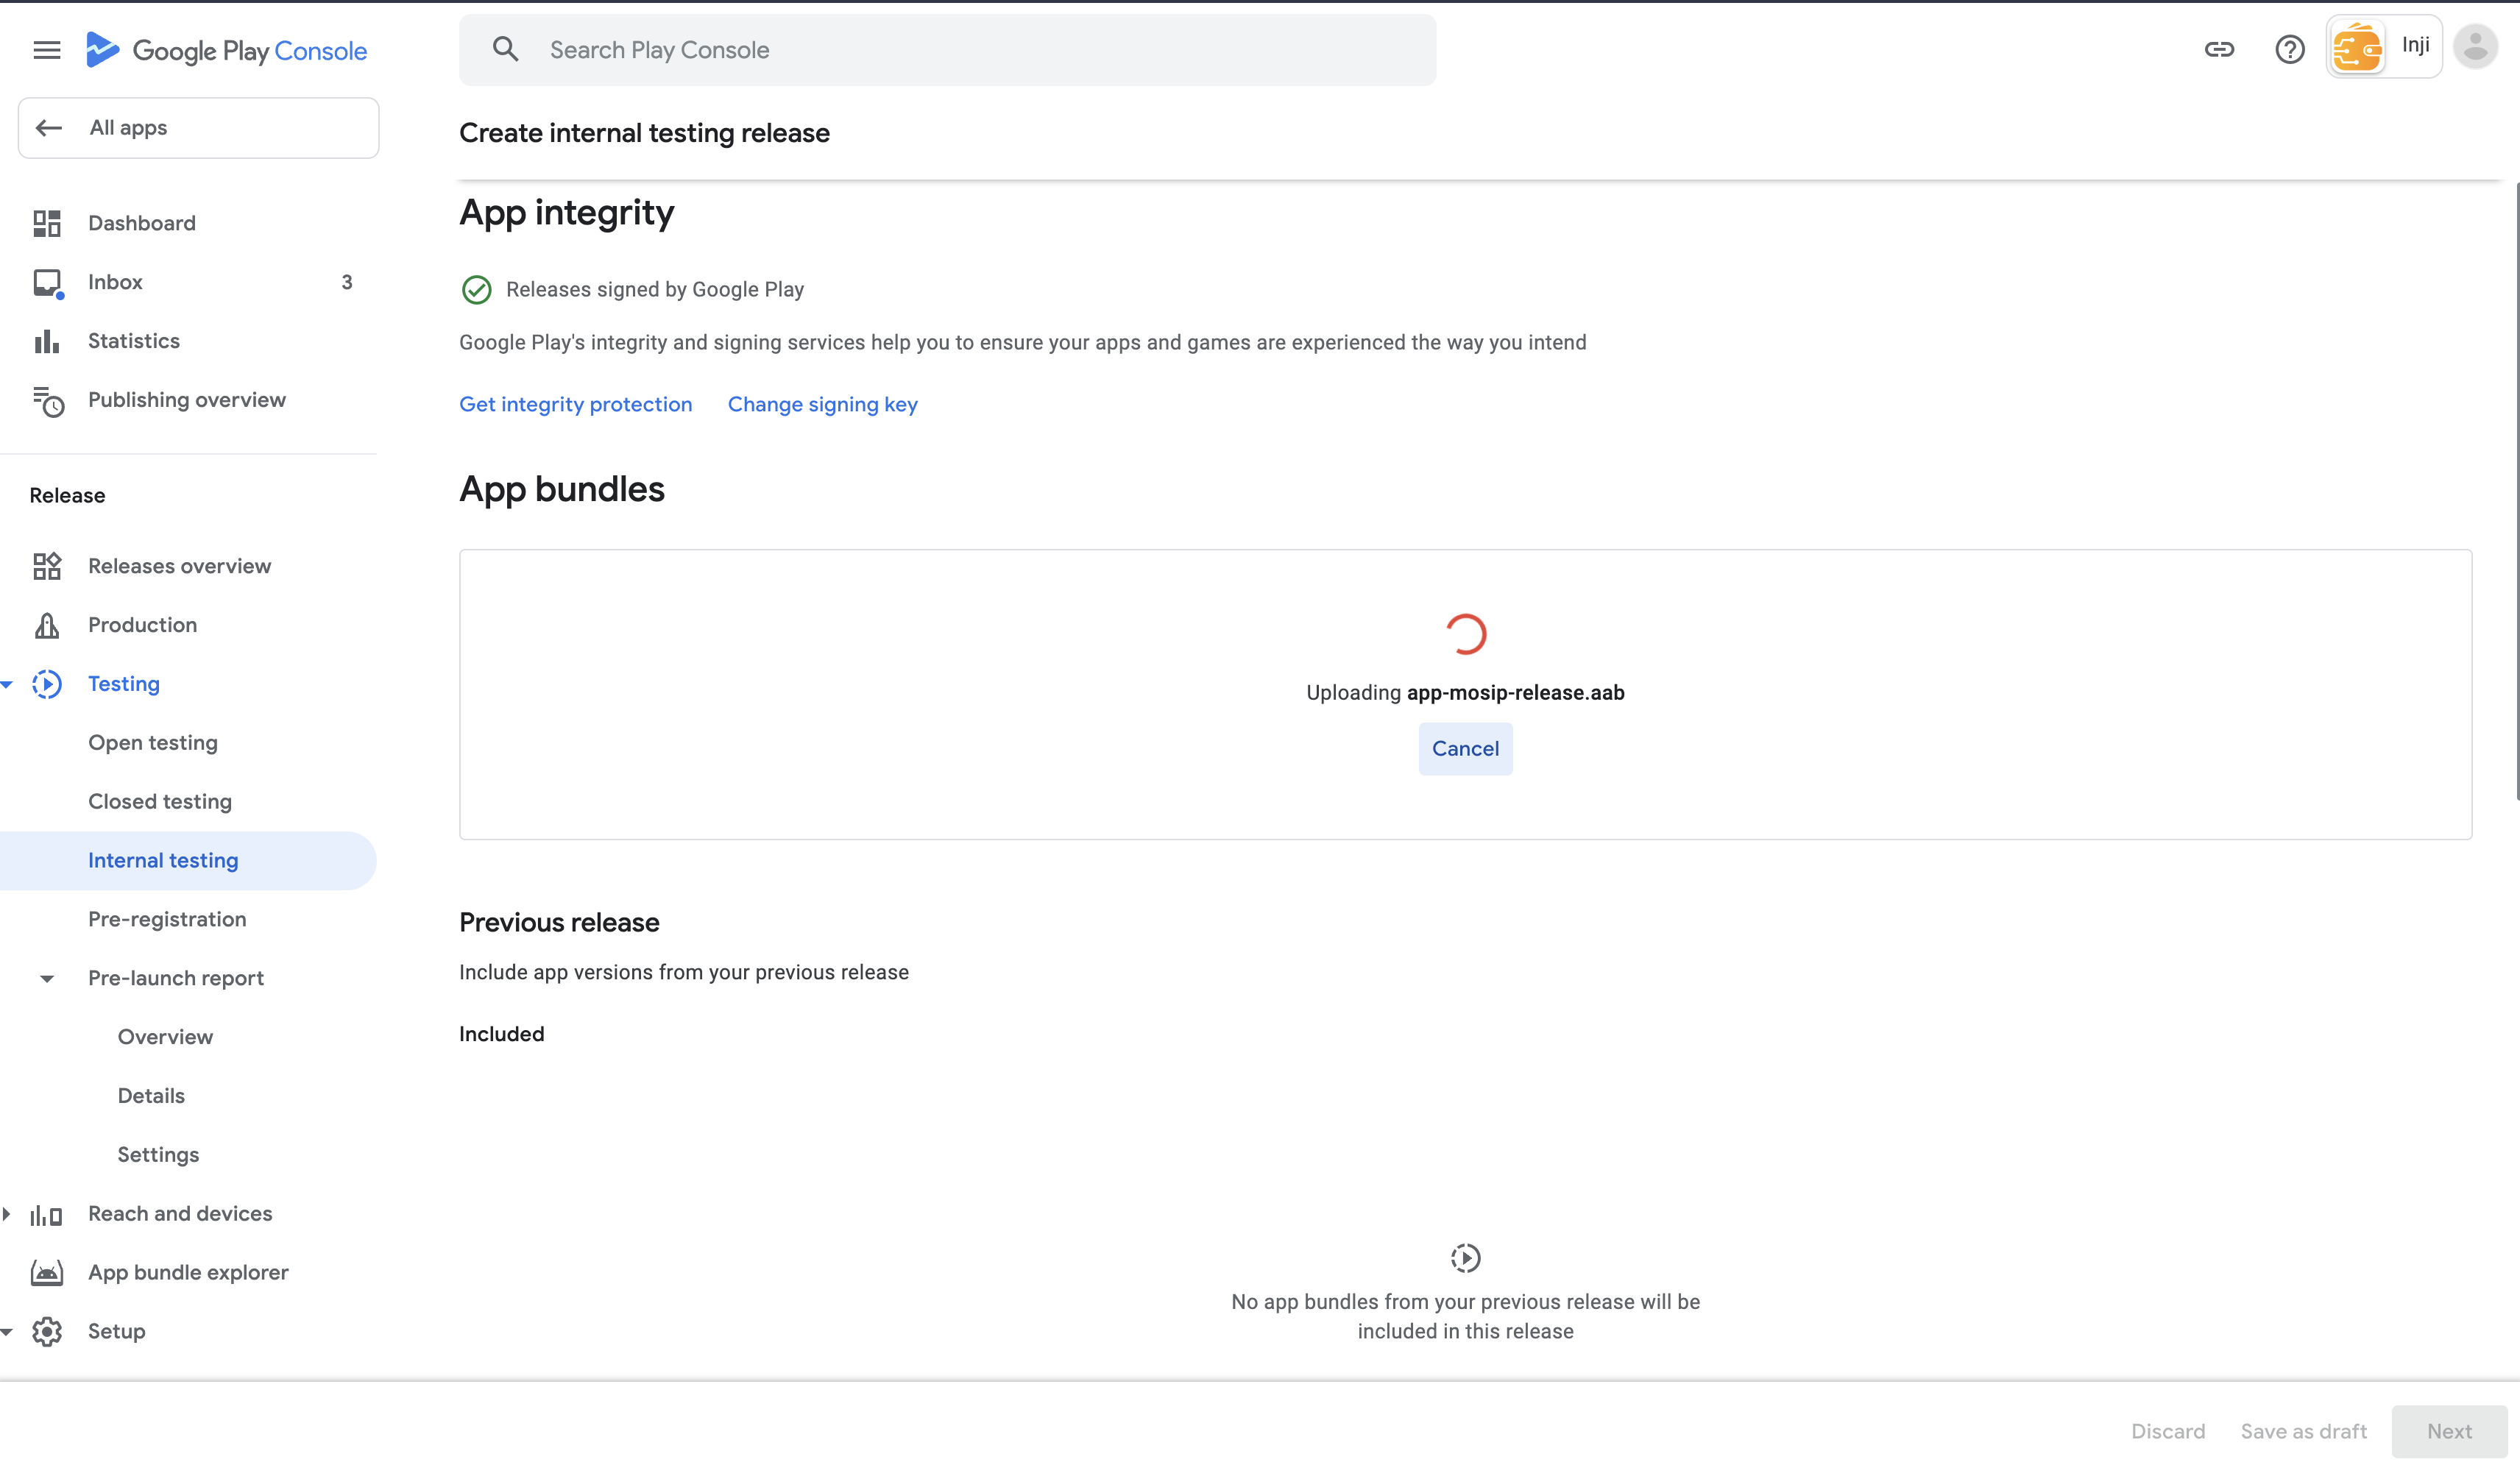 Google Play Console
Search Play Console
Inji
All apps
Create internal testing release
Dashboard
Inbox 3
Statistics
Publishing overview
Release
Releases overview
Production
Testing
Open testing
Closed testing
Internal testing
Pre-registration
Pre-launch report
Overview
Details
Settings
Reach and devices
App bundle explorer
Setup
App integrity
Releases signed by Google Play
Google Play's integrity and signing services help you to ensure your apps and games are experienced the way you intend
Get integrity protection Change signing key
App bundles
Uploading app-mosip-release.aab
Cancel
Previous release
Include app versions from your previous release
Included
No app bundles from your previous release will be
included in this release
Discard Save as draft Next